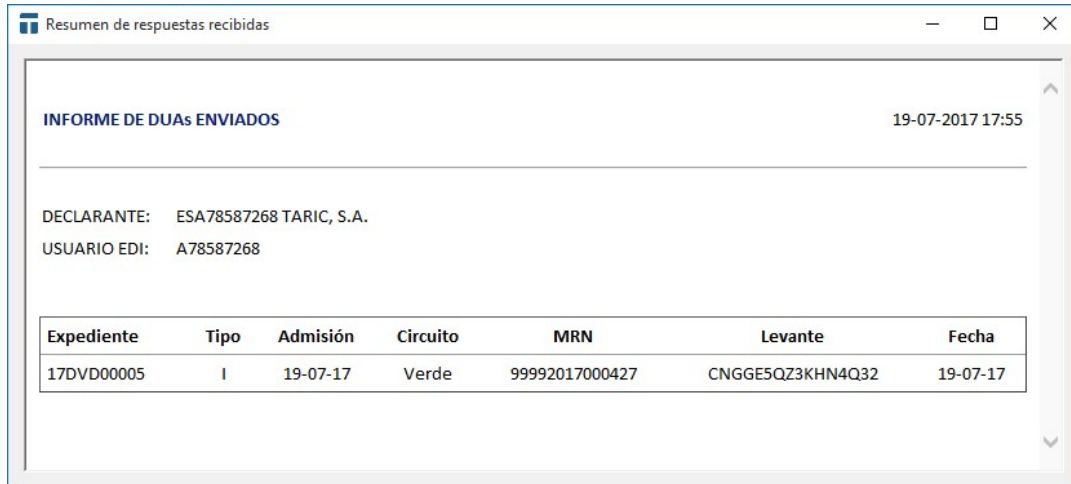 Resumen de respuestas recibidas
INFORME DE DUAs ENVIADOS 19-07-2017 17:55
DECLARANTE: ESA78587268 TARIC, S.A.
USUARIO EDI: A78587268
Expediente Tipo Admisión Circuito MRN Levante Fecha
17DVD00005 I 19-07-17 Verde 99992017000427 CNGGE5QZ3KHN4Q32 19-07-17